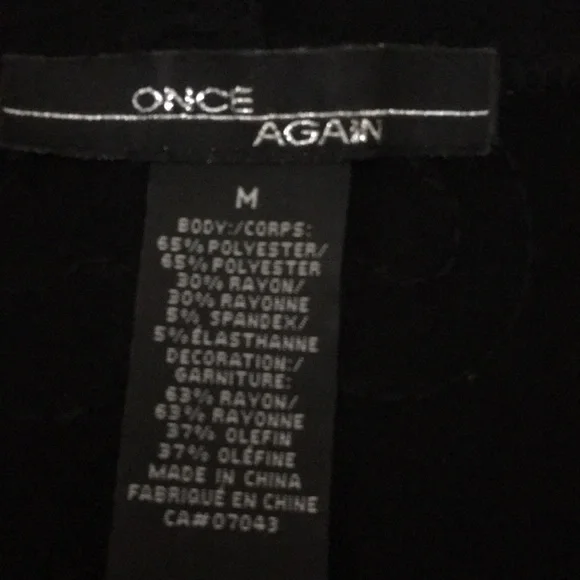 ONCE
AGAIN
M
BODY:/CORPS:
65% POLYESTER/
65% POLYESTER
30% RAYON/
30% RAYONNE
5% SPANDEX/
5% ÉLASTHANNE
DECORATION:/
GARNITURE:
63% RAYON/
63% RAYONNE
37% OLEFIN
37% OLÉFINE
MADE IN CHINA
FABRIQUÉ EN CHINE
CA#07043